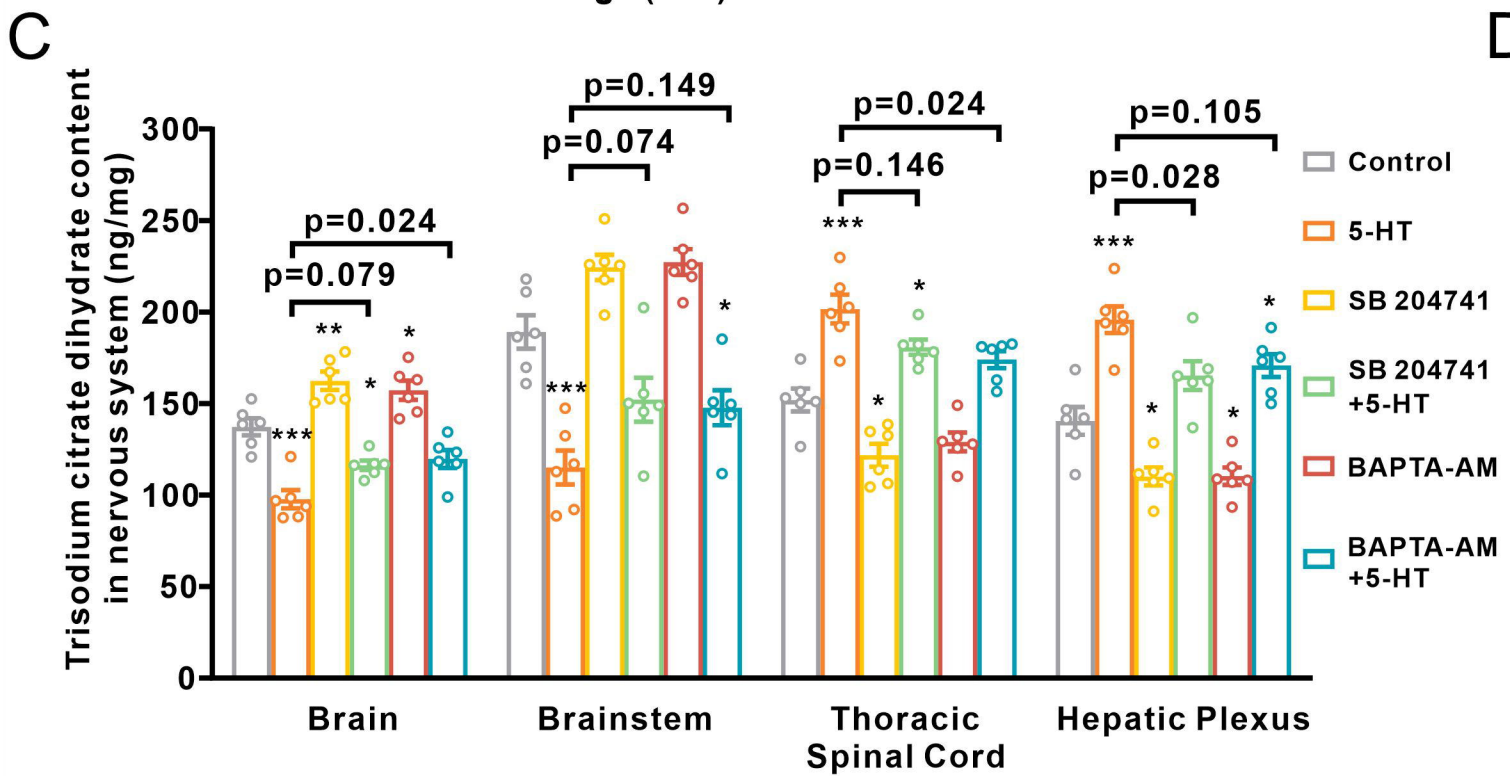 C
p=0.149
p=0.074
p=0.024
p=0.146
p=0.105
p=0.028
p=0.024
p=0.079
Trisodium citrate dihydrate content
in nervous system (ng/mg)
300
250
200
150
100
50
0
***
**
*
*
***
*
***
*
*
***
*
*
*
Brain
Brainstem
Thoracic
Spinal Cord
Hepatic Plexus
Control
5-HT
SB 204741
SB 204741
+5-HT
BAPTA-AM
BAPTA-AM
+5-HT